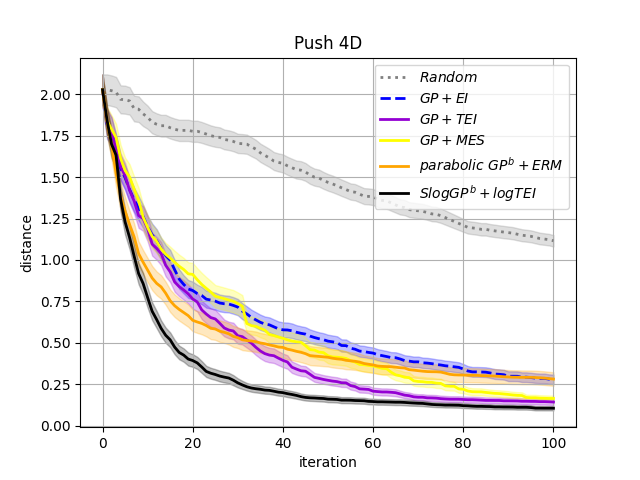 Push 4D
distance
2.00
1.75
1.50
1.25
1.00
0.75
0.50
0.25
0.00
Random
GP + EI
GP + TEI
GP + MES
parabolic GP^b + ERM
SlogGP^b + logTEI
0 20 40 60 80 100
iteration